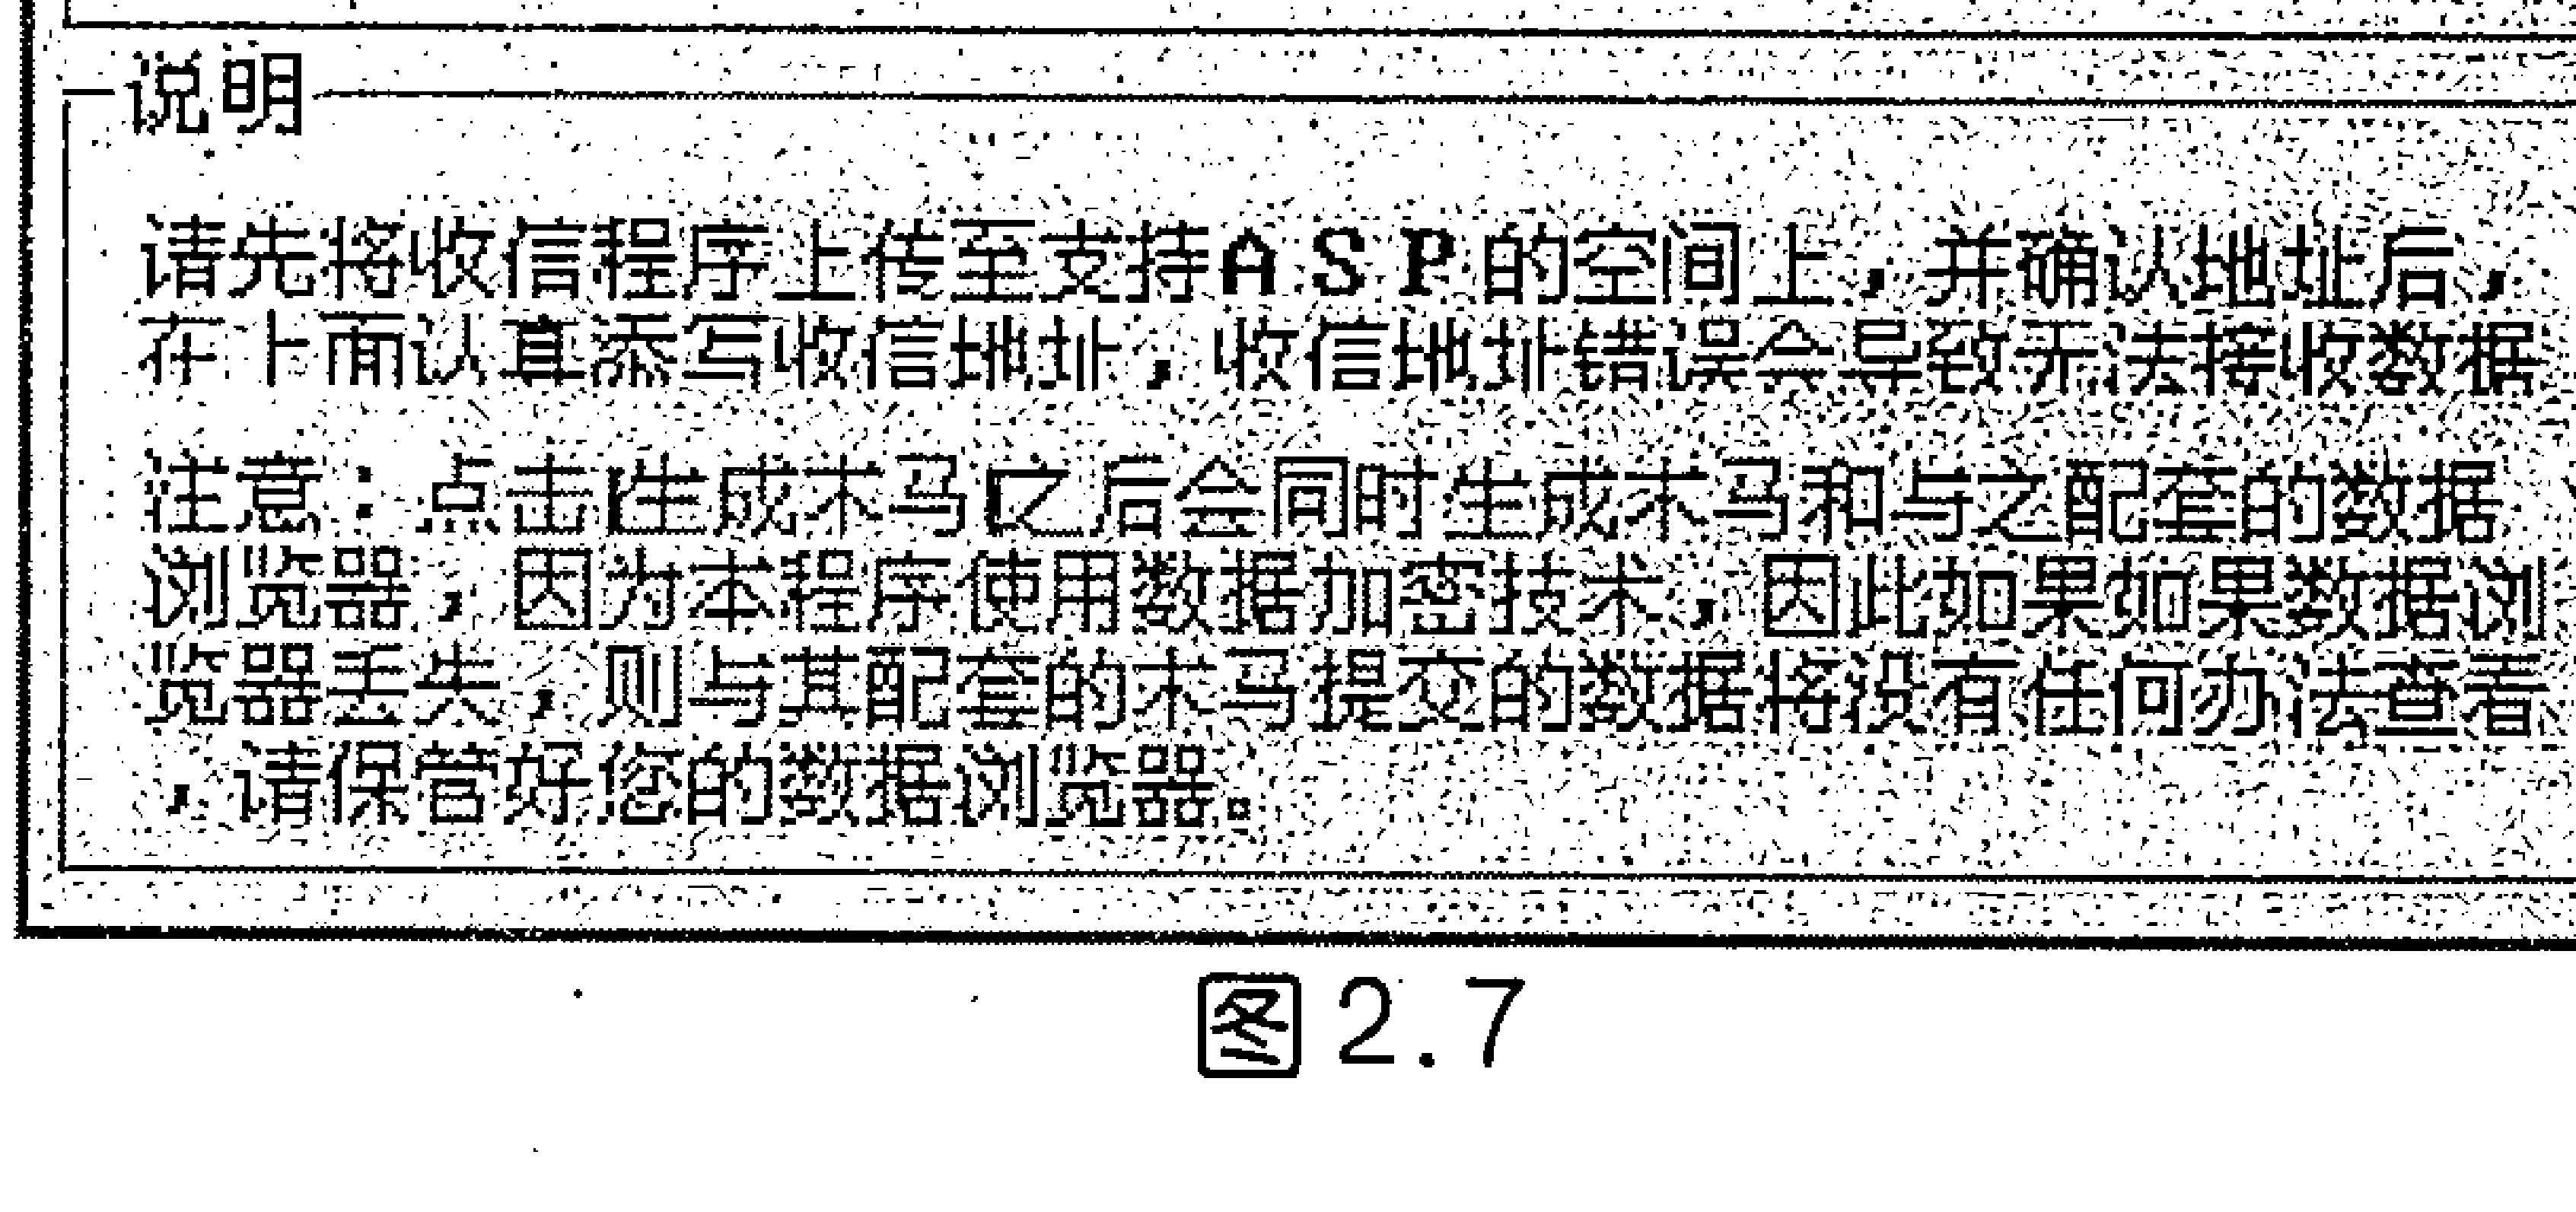 说明
请先将收信程序上传至支持ASP的空间上，并确认地址后，
在上面认真添写收信地址，收信地址错误会导致无法接收数据
注意：点击[生成木马]之后会同时生成木马和与之配套的数据
浏览器，因为本程序使用数据加密技术，因此如果如果数据浏
览器丢失，则与其配套的木马提交的数据将没有任何办法查看
，请保管好您的数据浏览器。
图2.7